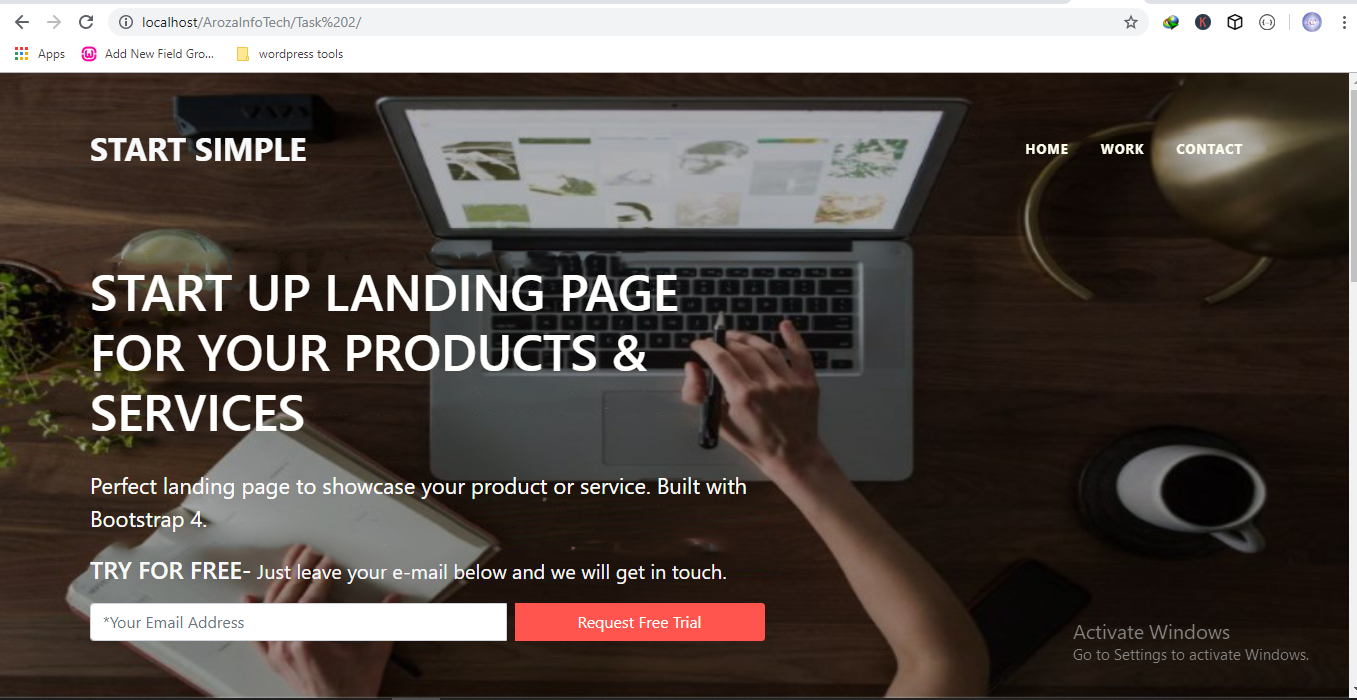 localhost/ArozaInfoTech/Task%202/
Apps
Add New Field Gro...
wordpress tools
START SIMPLE
HOME WORK CONTACT
START UP LANDING PAGE
FOR YOUR PRODUCTS &
SERVICES
Perfect landing page to showcase your product or service. Built with
Bootstrap 4.
TRY FOR FREE- Just leave your e-mail below and we will get in touch.
*Your Email Address
Request Free Trial
Activate Windows
Go to Settings to activate Windows.